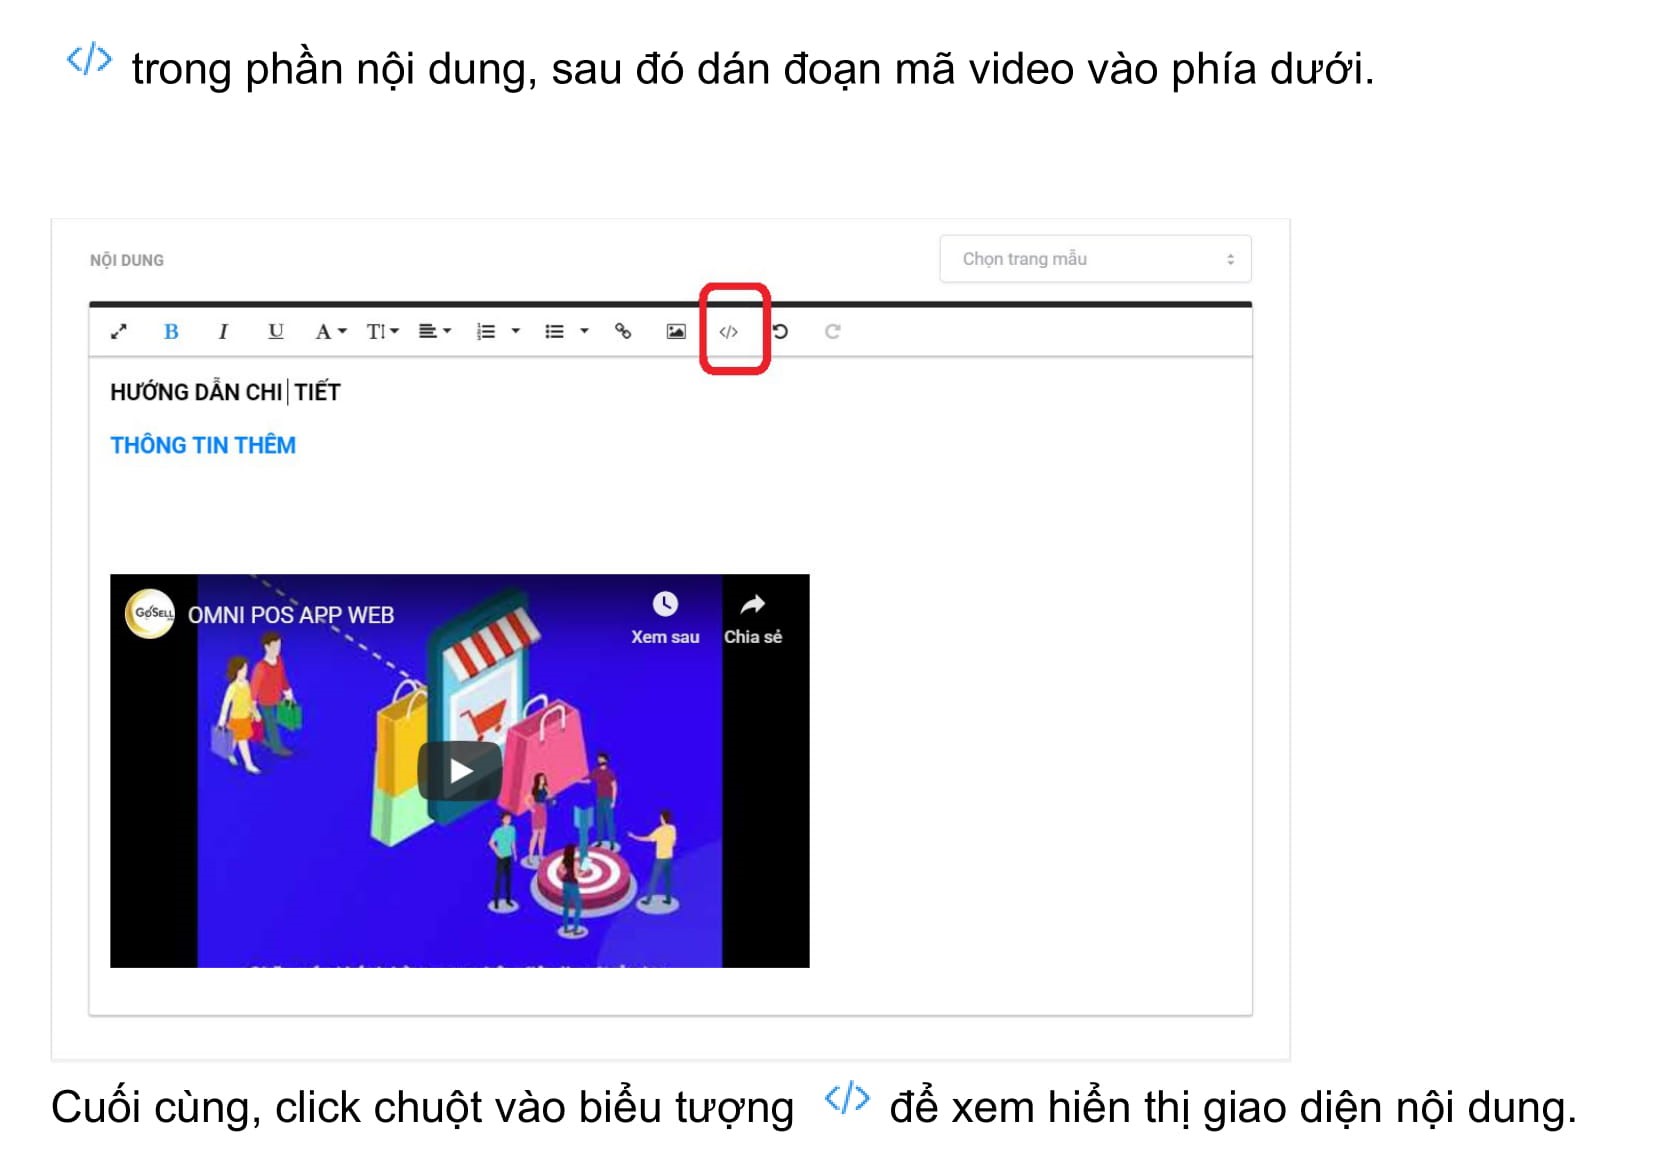 </> trong phần nội dung, sau đó dán đoạn mã video vào phía dưới.
NỘI DUNG
Chọn trang mẫu
B I U A TI </>
HƯỚNG DẪN CHI TIẾT
THÔNG TIN THÊM
GoSELL
OMNI POS APP WEB
Xem sau
Chia sẻ
Cuối cùng, click chuột vào biểu tượng </> để xem hiển thị giao diện nội dung.